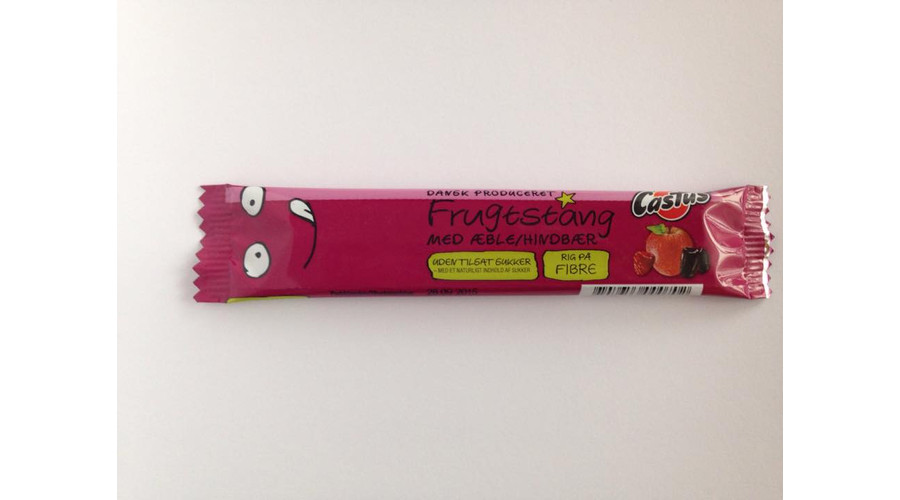 DANSK PRODUCERET
Frugtstang
MED ÆBLE/HINDBÆR
UDEN TILSAT SUKKER
- MED ET NATURLIGT INDHOLD AF SUKKER
RIG PÅ
FIBRE
Castus